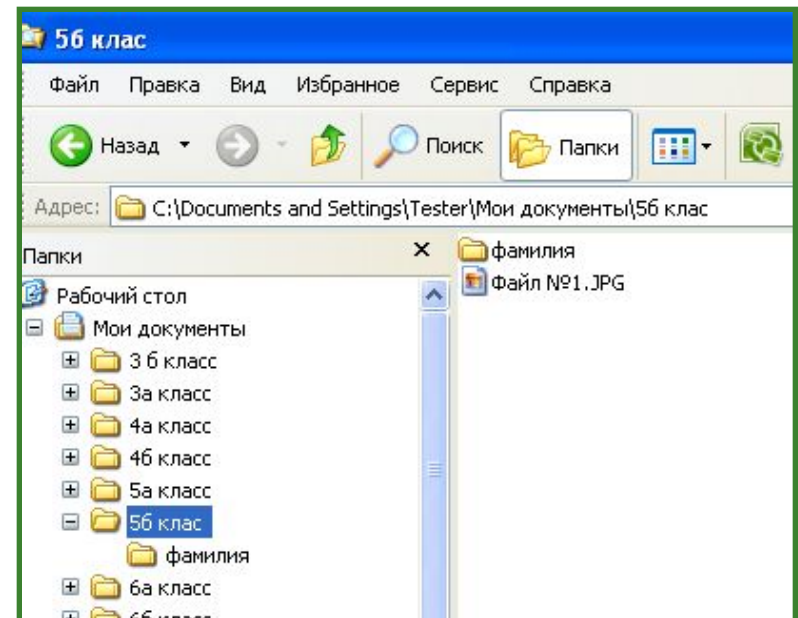 5б клас
Файл Правка Вид Избранное Сервис Справка
Назад Поиск Папки
Адрес: C:\Documents and Settings\Tester\Мои документы\5б клас
Папки
Рабочий стол
Мои документы
3 б класс
3а класс
4а класс
4б класс
5а класс
5б клас
фамилия
6а класс
фамилия
Файл №1.JPG